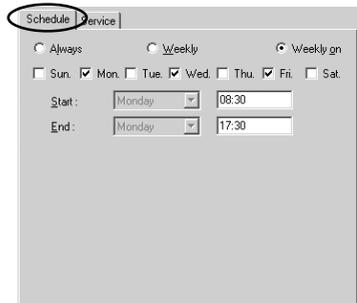 Schedule Service
Always Weekly Weekly on
Sun. Mon. Tue. Wed. Thu. Fri. Sat.
Start : Monday 08:30
End : Monday 17:30